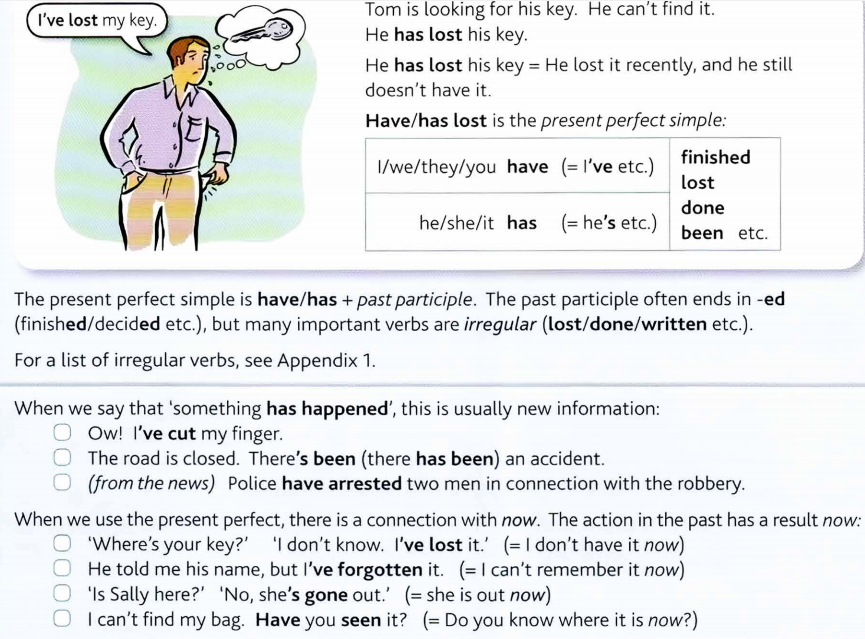 I've lost my key.
Tom is looking for his key. He can't find it.
He has lost his key.
He has lost his key = He lost it recently, and he still
doesn't have it.
Have/has lost is the present perfect simple:
I/we/they/you have (= I've etc.)
he/she/it has (= he's etc.)
finished
lost
done
been etc.
The present perfect simple is have/has + past participle. The past participle often ends in -ed
(finished/decided etc.), but many important verbs are irregular (lost/done/written etc.).
For a list of irregular verbs, see Appendix 1.
When we say that 'something has happened', this is usually new information:
Ow! I've cut my finger.
The road is closed. There's been (there has been) an accident.
(from the news) Police have arrested two men in connection with the robbery.
When we use the present perfect, there is a connection with now. The action in the past has a result now:
'Where's your key?' 'I don't know. I've lost it.' (= I don't have it now)
He told me his name, but I've forgotten it. (= I can't remember it now)
'Is Sally here?' 'No, she's gone out.' (= she is out now)
I can't find my bag. Have you seen it? (= Do you know where it is now?)